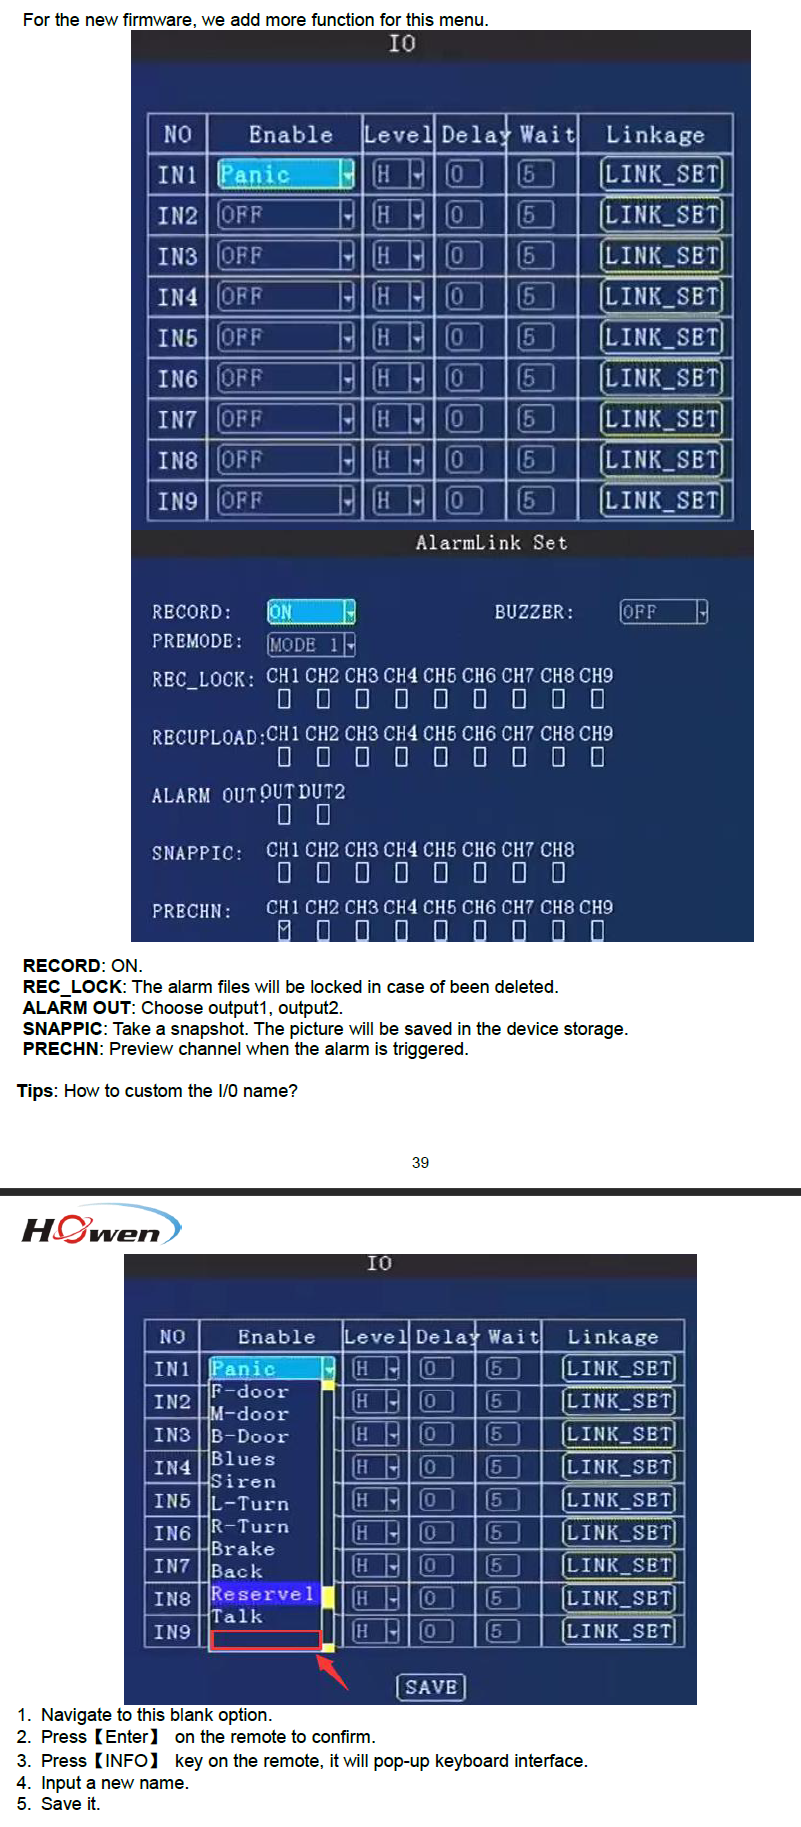 For the new firmware, we add more function for this menu.
IO
NO Enable Level Delay Wait Linkage
IN1 Panic H 0 5 LINK_SET
IN2 OFF H 0 5 LINK_SET
IN3 OFF H 0 5 LINK_SET
IN4 OFF H 0 5 LINK_SET
IN5 OFF H 0 5 LINK_SET
IN6 OFF H 0 5 LINK_SET
IN7 OFF H 0 5 LINK_SET
IN8 OFF H 0 5 LINK_SET
IN9 OFF H 0 5 LINK_SET
AlarmLink Set
RECORD: ON BUZZER: OFF
PREMODE: MODE 1
REC_LOCK: CH1 CH2 CH3 CH4 CH5 CH6 CH7 CH8 CH9
RECUPLOAD: CH1 CH2 CH3 CH4 CH5 CH6 CH7 CH8 CH9
ALARM OUT: OUT OUT2
SNAPPIC: CH1 CH2 CH3 CH4 CH5 CH6 CH7 CH8
PRECHN: CH1 CH2 CH3 CH4 CH5 CH6 CH7 CH8 CH9
RECORD: ON.
REC_LOCK: The alarm files will be locked in case of been deleted.
ALARM OUT: Choose output1, output2.
SNAPPIC: Take a snapshot. The picture will be saved in the device storage.
PRECHN: Preview channel when the alarm is triggered.
Tips: How to custom the I/0 name?
39
HOwen
IO
NO Enable Level Delay Wait Linkage
IN1 Panic H 0 5 LINK_SET
F-door
IN2 H 0 5 LINK_SET
M-door
IN3 B-Door H 0 5 LINK_SET
Blues
IN4 H 0 5 LINK_SET
Siren
IN5 L-Turn H 0 5 LINK_SET
R-Turn
IN6 H 0 5 LINK_SET
Brake
IN7 Back H 0 5 LINK_SET
IN8 Reserve1 H 0 5 LINK_SET
Talk
IN9 H 0 5 LINK_SET
SAVE
1. Navigate to this blank option.
2. Press【Enter】 on the remote to confirm.
3. Press【INFO】 key on the remote, it will pop-up keyboard interface.
4. Input a new name.
5. Save it.